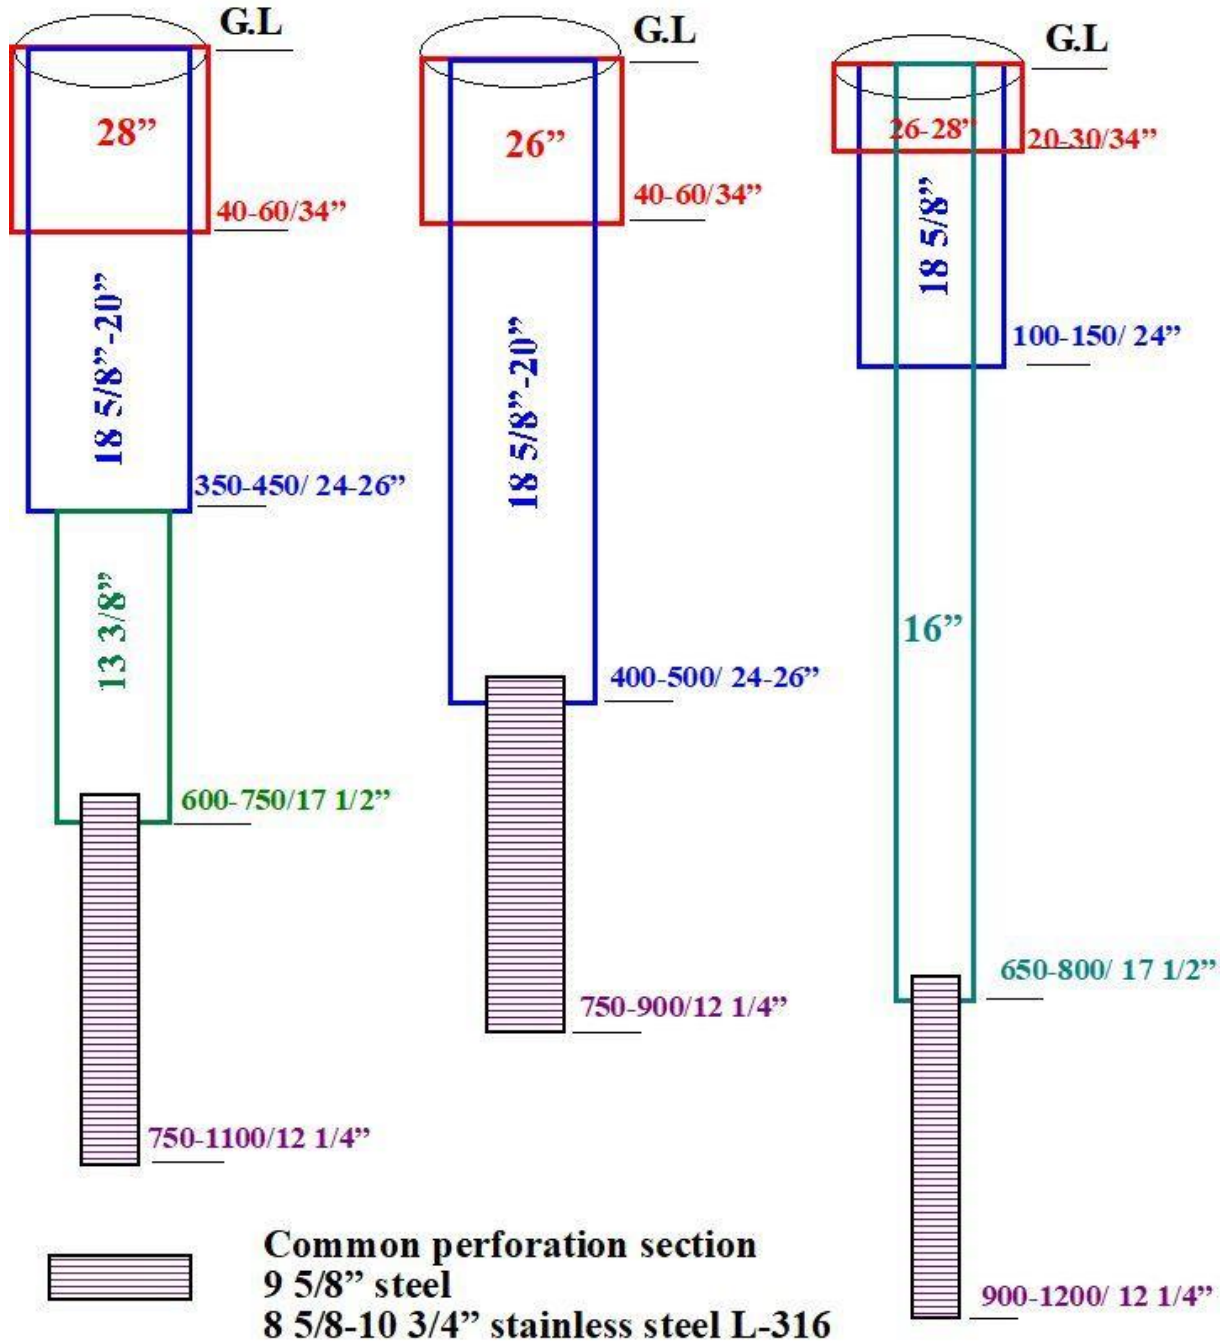 G.L
28”
40-60/34”
18 5/8”-20”
350-450/ 24-26”
13 3/8”
600-750/17 1/2”
750-1100/12 1/4”
G.L
26”
40-60/34”
18 5/8”-20”
400-500/ 24-26”
750-900/12 1/4”
G.L
26-28”
20-30/34”
18 5/8”
100-150/ 24”
16”
650-800/ 17 1/2”
900-1200/ 12 1/4”
Common perforation section
9 5/8” steel
8 5/8-10 3/4” stainless steel L-316